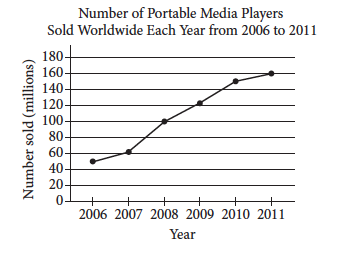 Number of Portable Media Players
Sold Worldwide Each Year from 2006 to 2011
Number sold (millions)
180
160
140
120
100
80
60
40
20
0
2006 2007 2008 2009 2010 2011
Year